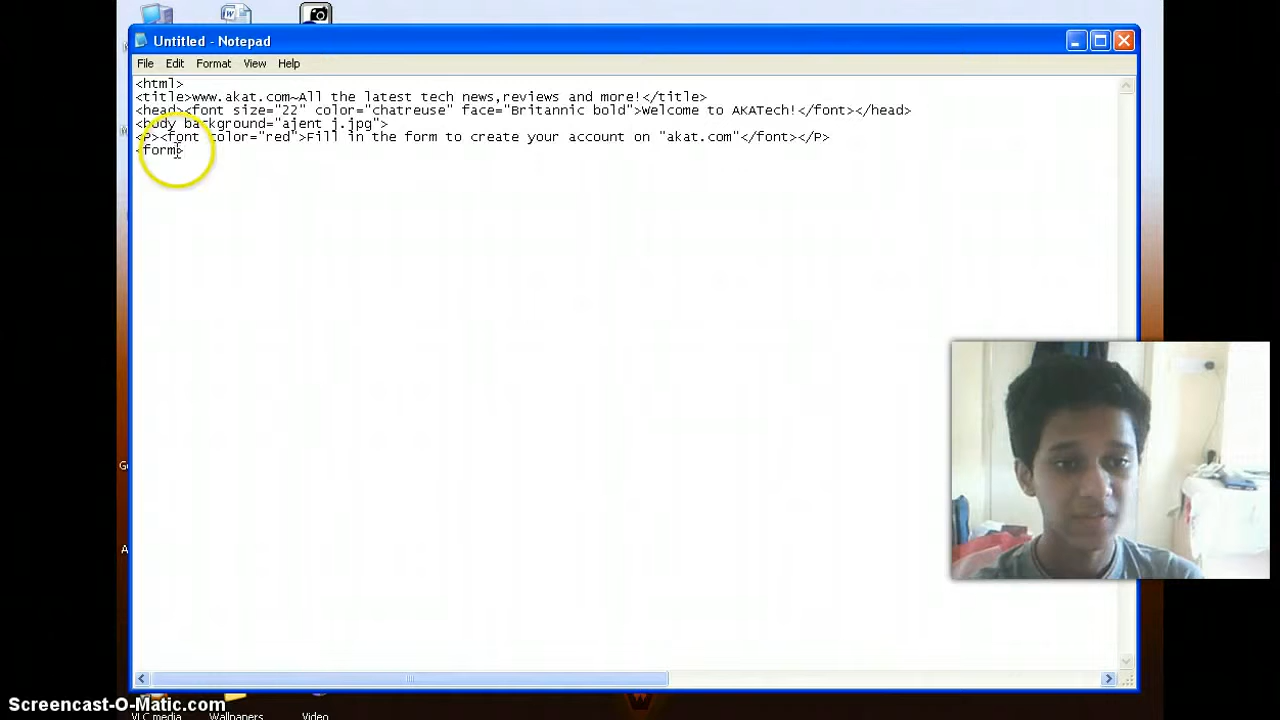 Untitled - Notepad
File Edit Format View Help
<html>
<title>www.akat.com~All the latest tech news,reviews and more!</title>
<head><font size="22" color="chatreuse" face="Britannic bold">Welcome to AKATech!</font></head>
<body background="ajent j.jpg">
<P><font color="red">Fill in the form to create your account on "akat.com"</font></P>
<form>
Screencast-O-Matic.com
VLC media Wallpapers Video